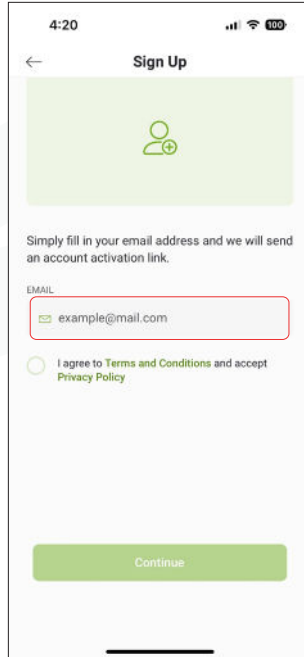 4:20
100
Sign Up
Simply fill in your email address and we will send
an account activation link.
EMAIL
example@mail.com
I agree to Terms and Conditions and accept
Privacy Policy
Continue